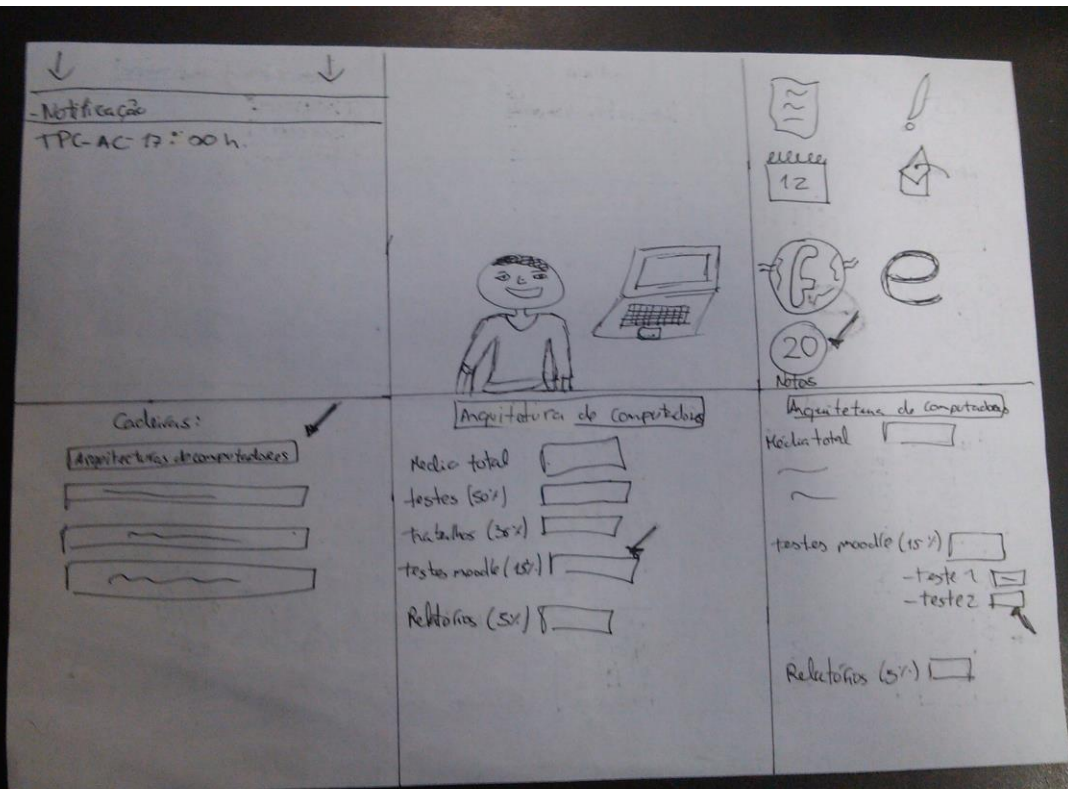 -Notificação
TPC-AC-17:00h.
12
e
20
Notas
Cadeiras:
Arquitecturas de computadores
Arquitetura de Computadores
Media total
testes (50%)
trabalhos (30%)
testes moodle (15%)
Relatórios (5%)
Arquitetura de Computadores
Média total
testes moodle (15%)
-Teste 1
-teste 2
Relatórios (5%)